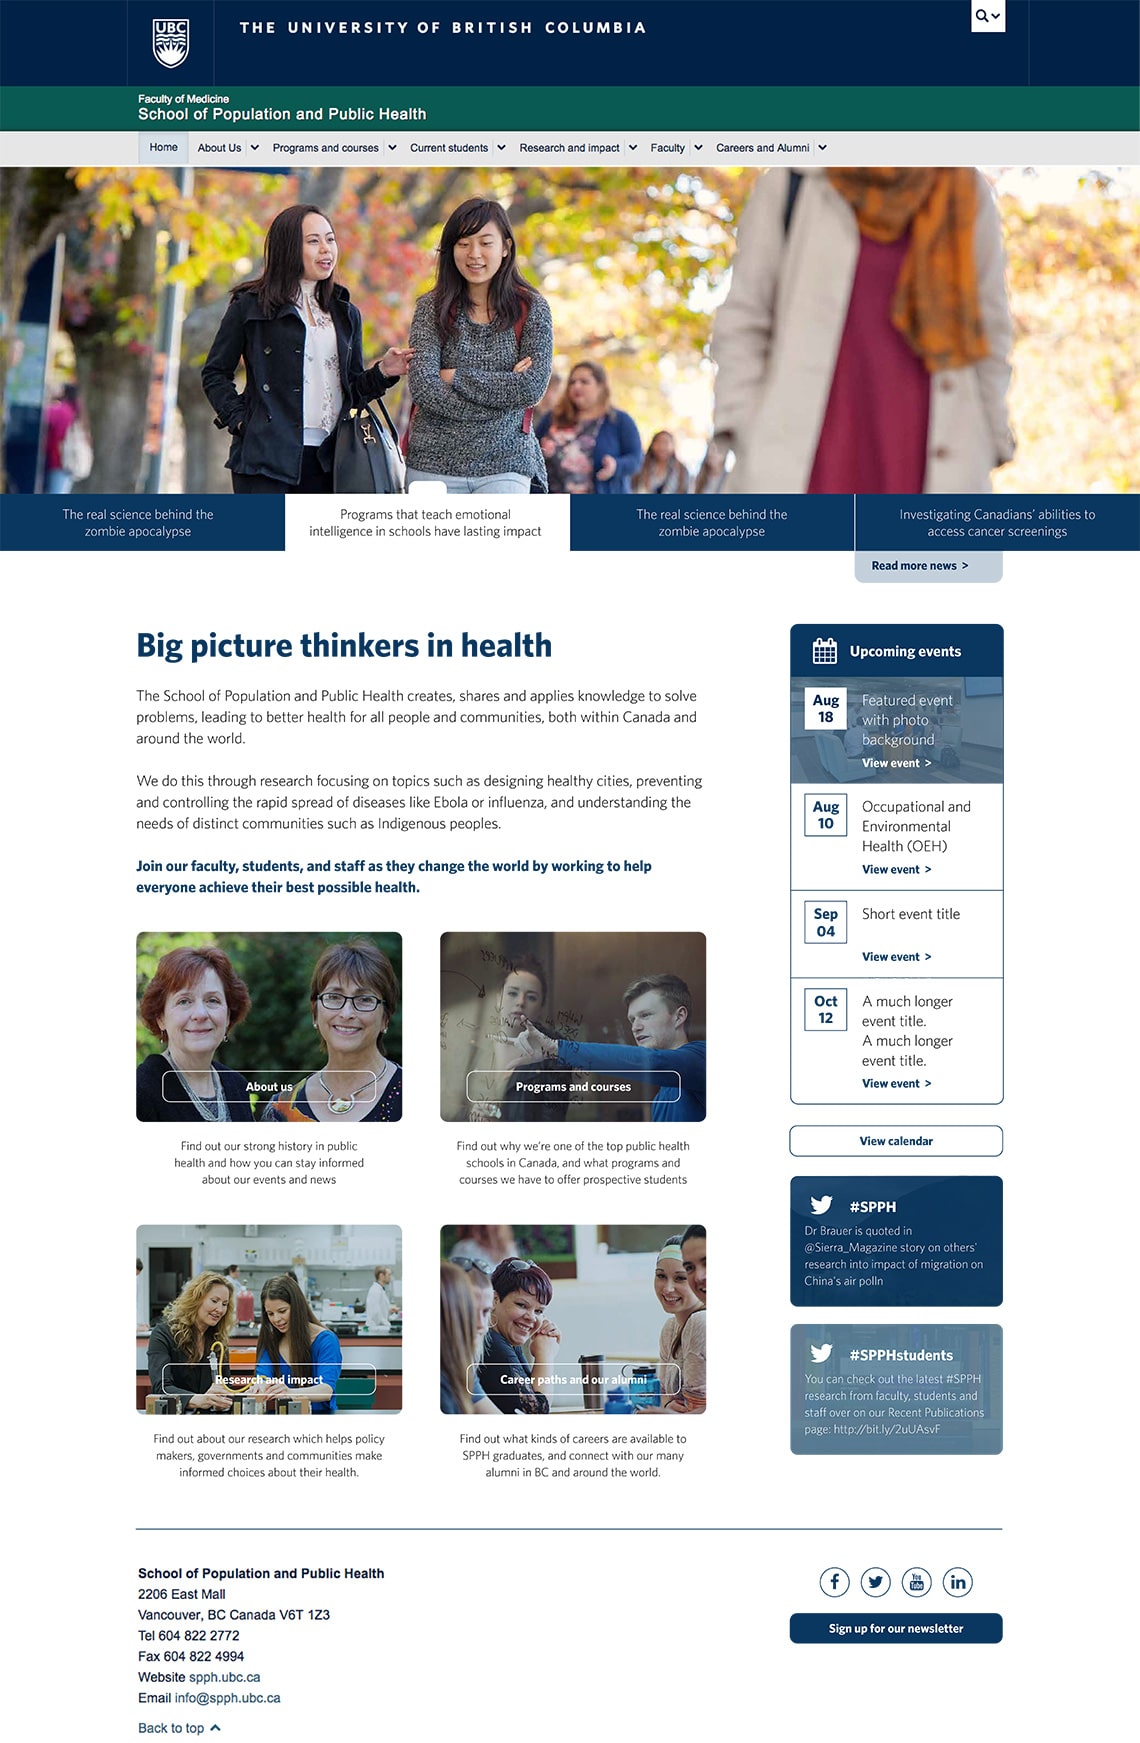 UBC
THE UNIVERSITY OF BRITISH COLUMBIA
Faculty of Medicine
School of Population and Public Health
Home About Us Programs and courses Current students Research and impact Faculty Careers and Alumni
The real science behind the
zombie apocalypse
Programs that teach emotional
intelligence in schools have lasting impact
The real science behind the
zombie apocalypse
Investigating Canadians' abilities to
access cancer screenings
Read more news >
Big picture thinkers in health
The School of Population and Public Health creates, shares and applies knowledge to solve
problems, leading to better health for all people and communities, both within Canada and
around the world.
We do this through research focusing on topics such as designing healthy cities, preventing
and controlling the rapid spread of diseases like Ebola or influenza, and understanding the
needs of distinct communities such as Indigenous peoples.
Join our faculty, students, and staff as they change the world by working to help
everyone achieve their best possible health.
About us
Find out our strong history in public
health and how you can stay informed
about our events and news
Programs and courses
Find out why we're one of the top public health
schools in Canada, and what programs and
courses we have to offer prospective students
Research and impact
Find out about our research which helps policy
makers, governments and communities make
informed choices about their health.
Career paths and our alumni
Find out what kinds of careers are available to
SPPH graduates, and connect with our many
alumni in BC and around the world.
Upcoming events
Aug
18
Featured event
with photo
background
View event >
Aug
10
Occupational and
Environmental
Health (OEH)
View event >
Sep
04
Short event title
View event >
Oct
12
A much longer
event title.
A much longer
event title.
View event >
View calendar
#SPPH
Dr Brauer is quoted in
@Sierra_Magazine story on others'
research into impact of migration on
China's air polln
#SPPHstudents
You can check out the latest #SPPH
research from faculty, students and
staff over on our Recent Publications
page: http://bit.ly/2uUAsvF
School of Population and Public Health
2206 East Mall
Vancouver, BC Canada V6T 1Z3
Tel 604 822 2772
Fax 604 822 4994
Website spph.ubc.ca
Email info@spph.ubc.ca
Back to top
You
Tube
Sign up for our newsletter